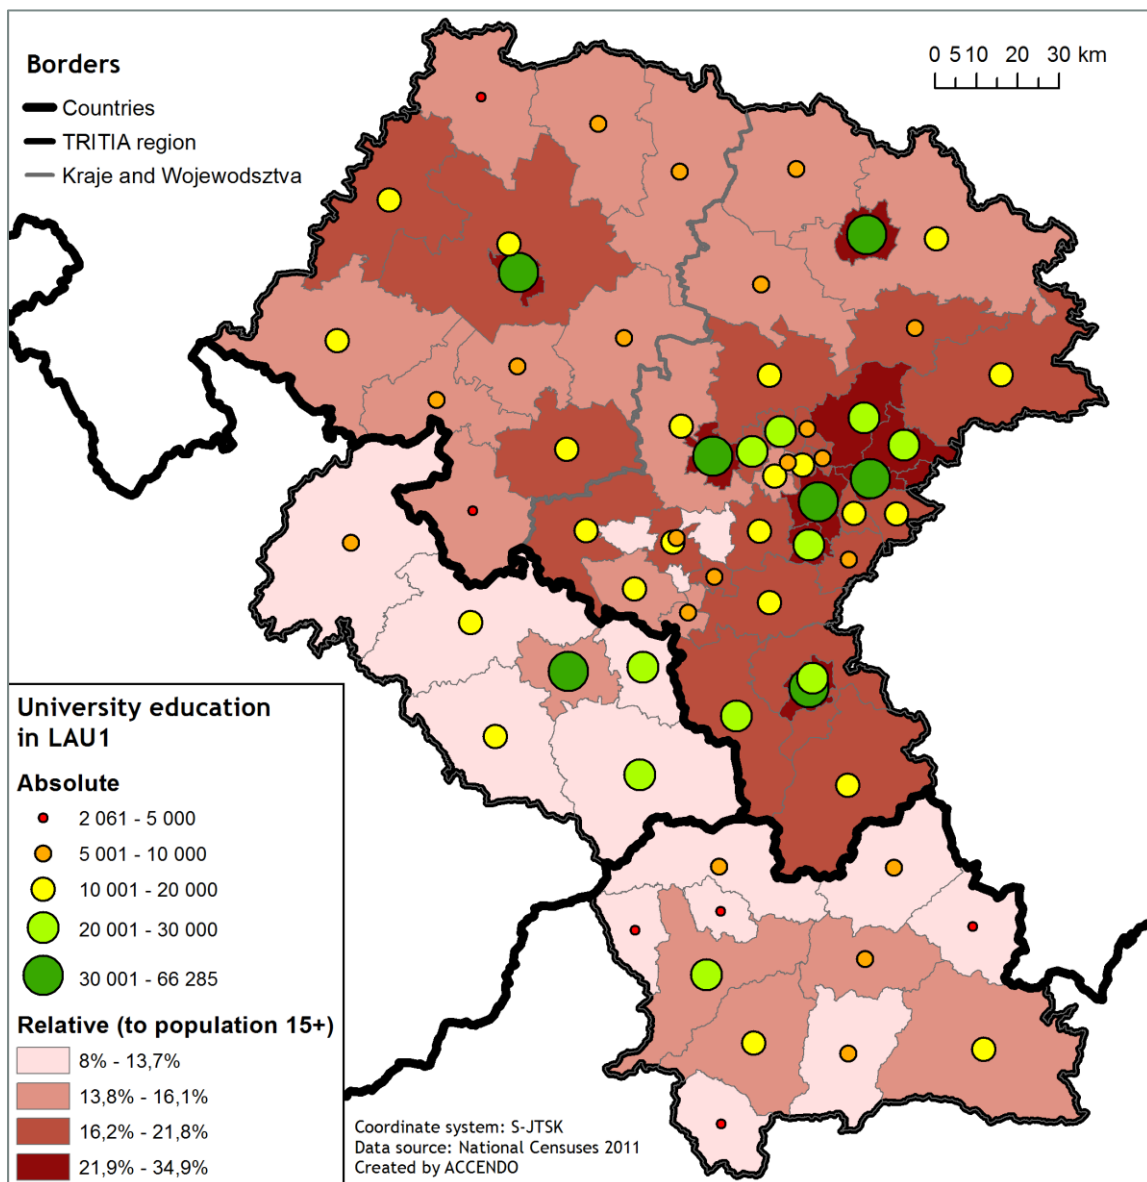 Borders
Countries
TRITIA region
Kraje and Wojewodsztva
0 5 10 20 30 km
University education
in LAU1
Absolute
2 061 - 5 000
5 001 - 10 000
10 001 - 20 000
20 001 - 30 000
30 001 - 66 285
Relative (to population 15+)
8% - 13,7%
13,8% - 16,1%
16,2% - 21,8%
21,9% - 34,9%
Coordinate system: S-JTSK
Data source: National Censuses 2011
Created by ACCENDO